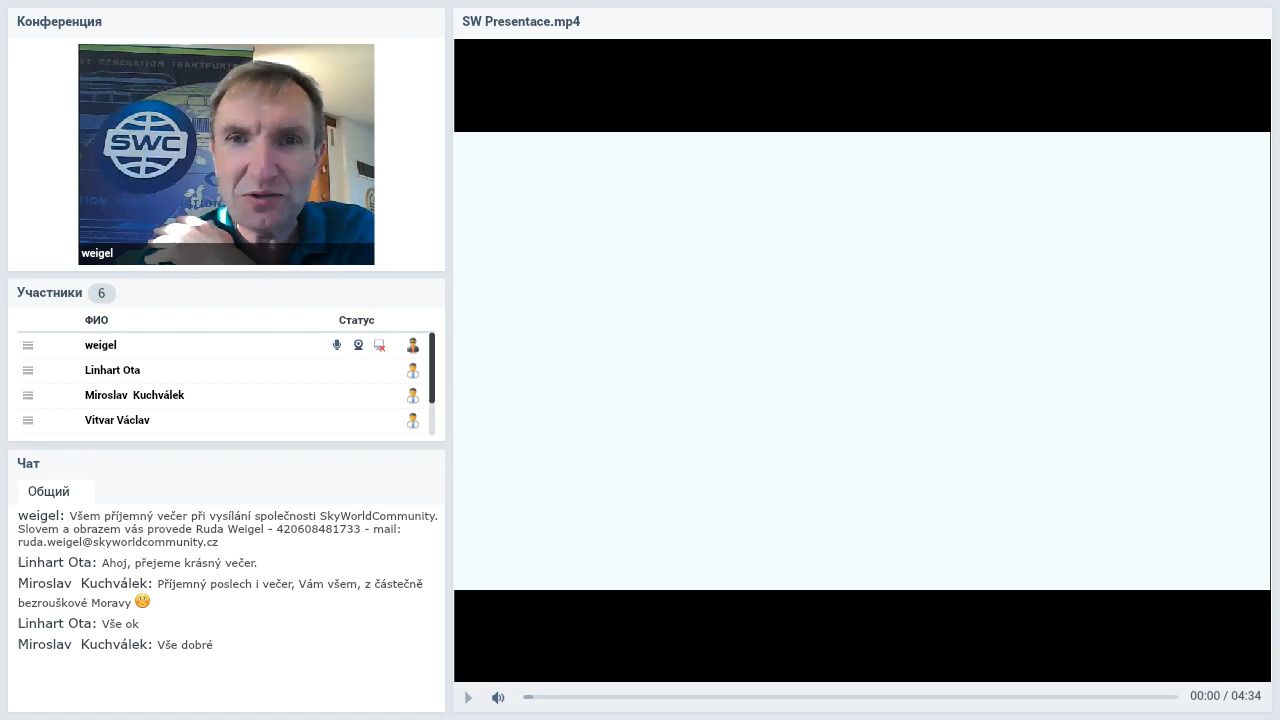 Конференция
SWC
weigel
Участники 6
ФИО Статус
weigel
Linhart Ota
Miroslav Kuchválek
Vitvar Václav
Чат
Общий
weigel: Všem příjemný večer při vysílání společnosti SkyWorldCommunity.
Slovem a obrazem vás provede Ruda Weigel - 420608481733 - mail:
ruda.weigel@skyworldcommunity.cz
Linhart Ota: Ahoj, přejeme krásný večer.
Miroslav Kuchválek: Příjemný poslech i večer, Vám všem, z částečně
bezrouškové Moravy
Linhart Ota: Vše ok
Miroslav Kuchválek: Vše dobré
SW Presentace.mp4
00:00 / 04:34